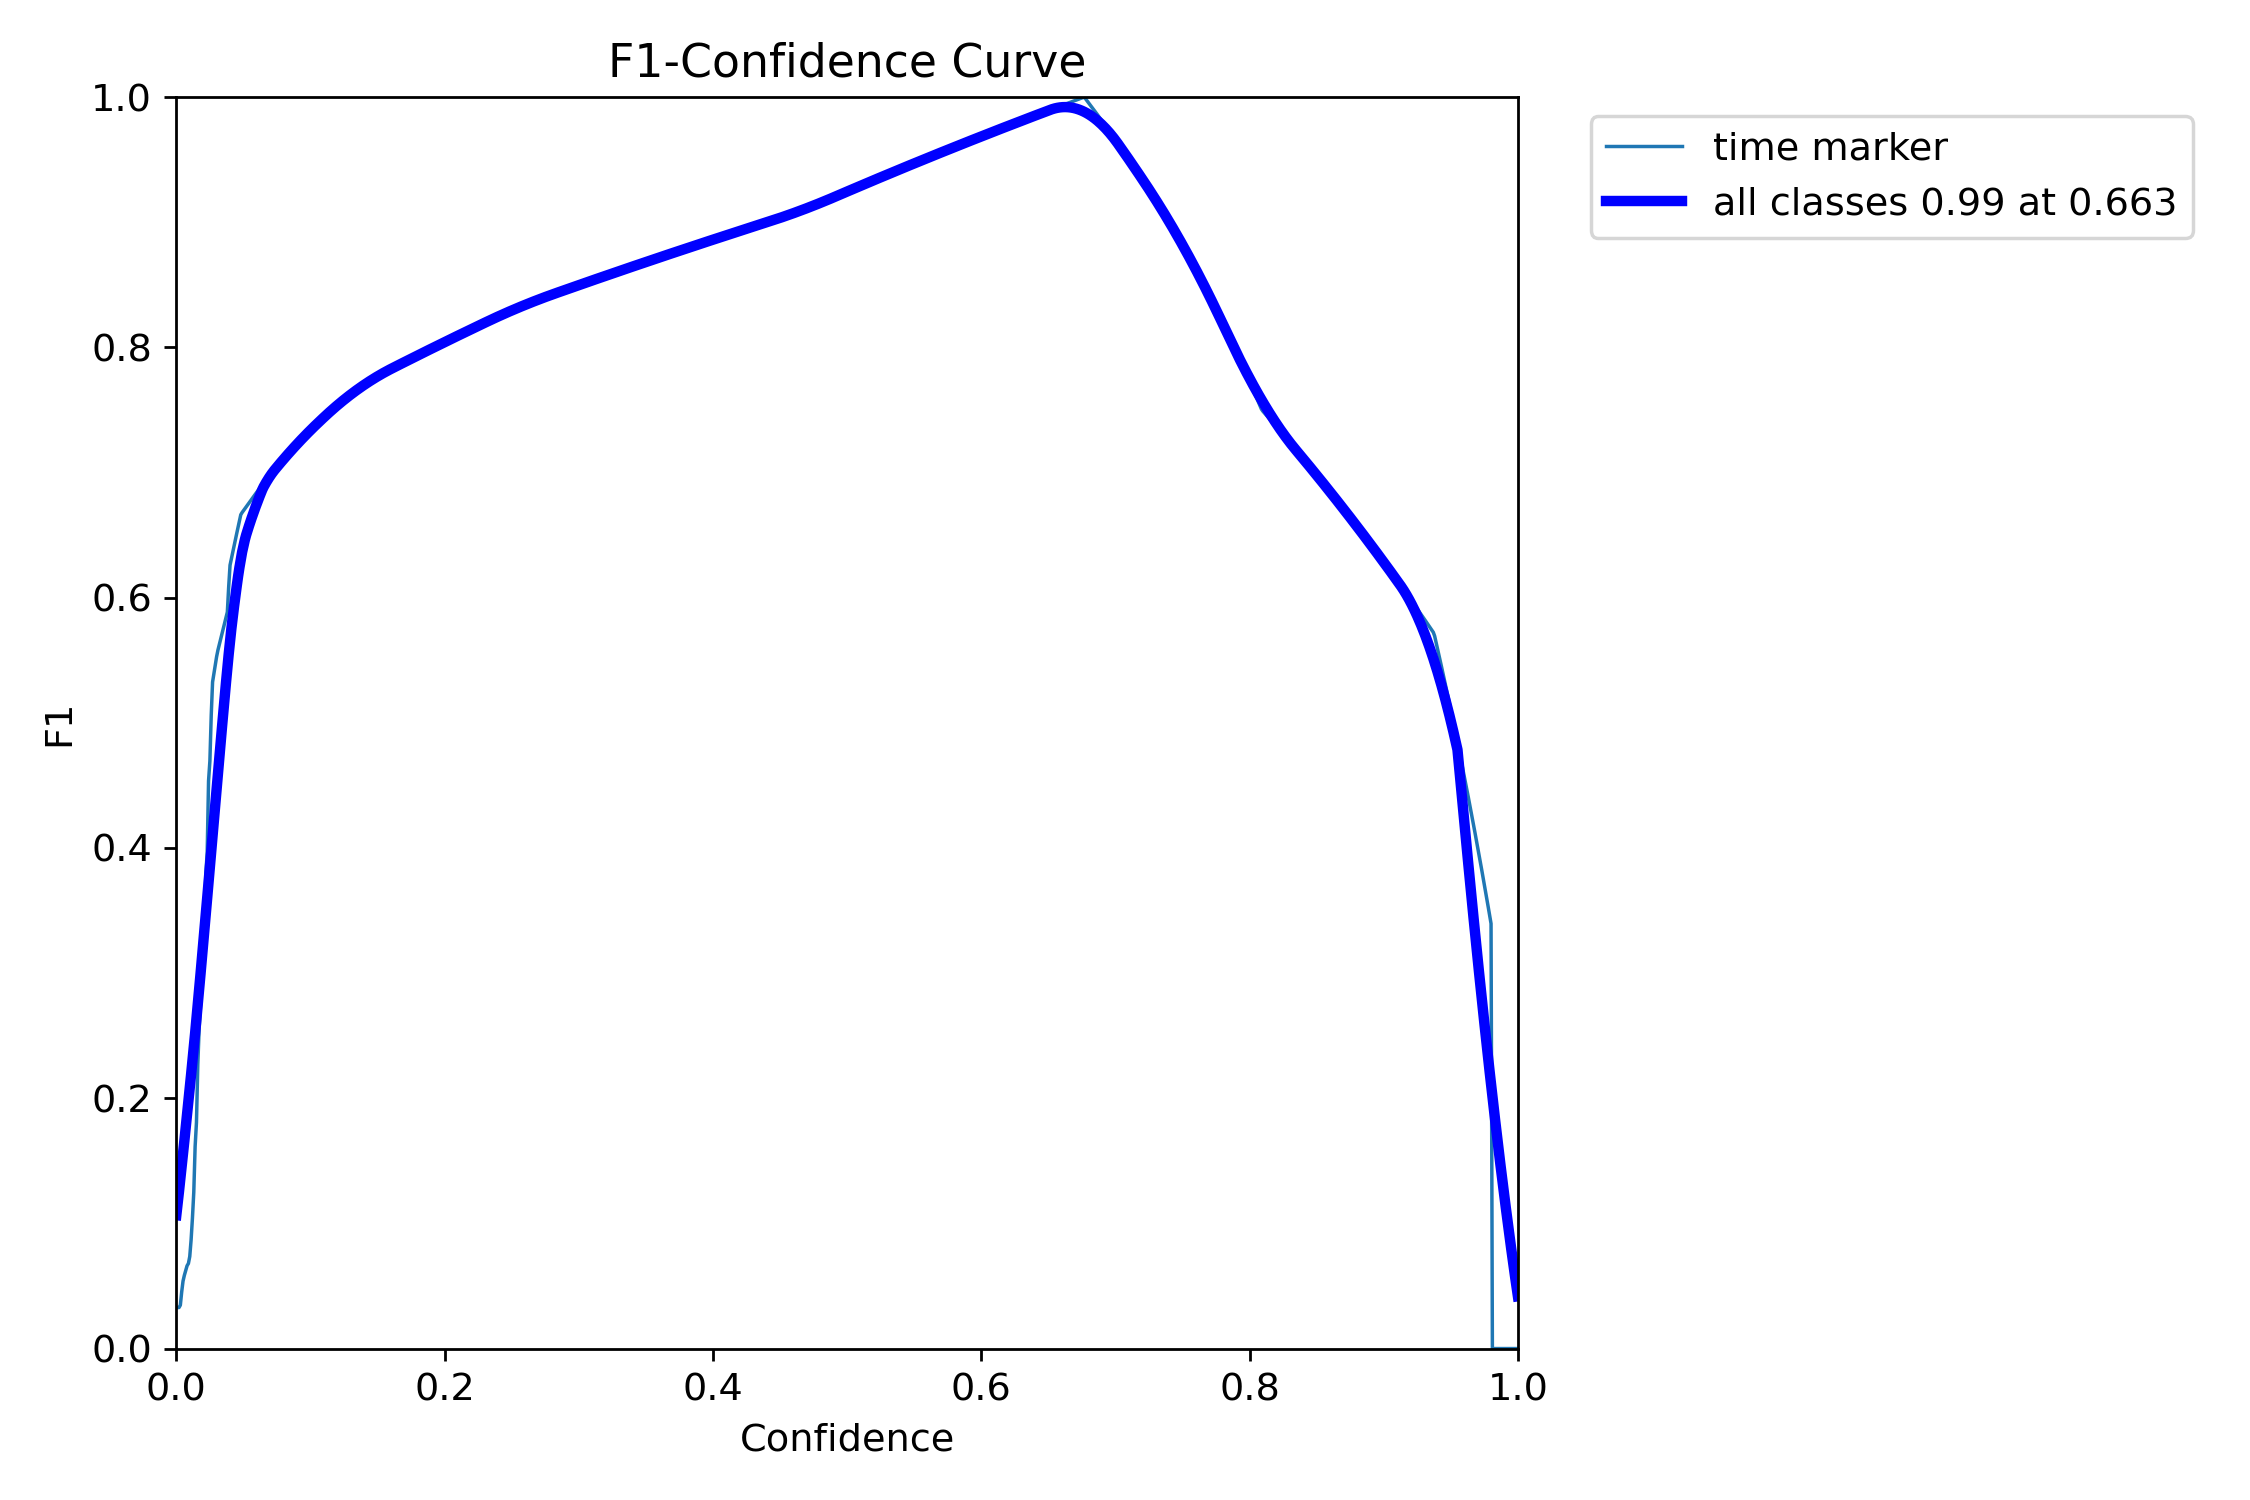 F1-Confidence Curve
time marker
all classes 0.99 at 0.663
F1
1.0
0.8
0.6
0.4
0.2
0.0
0.0 0.2 0.4 0.6 0.8 1.0
Confidence